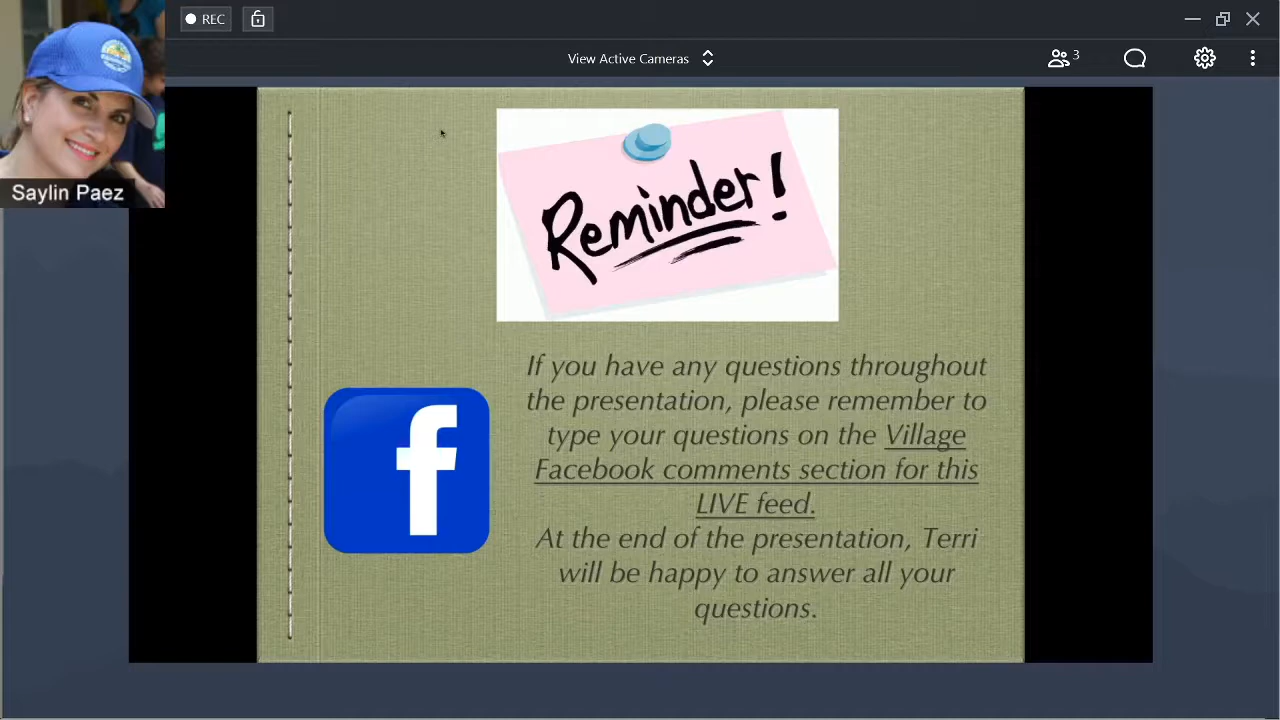 REC
View Active Cameras
3
Saylin Paez
Reminder!
If you have any questions throughout
the presentation, please remember to
type your questions on the Village
Facebook comments section for this
LIVE feed.
At the end of the presentation, Terri
will be happy to answer all your
questions.
f